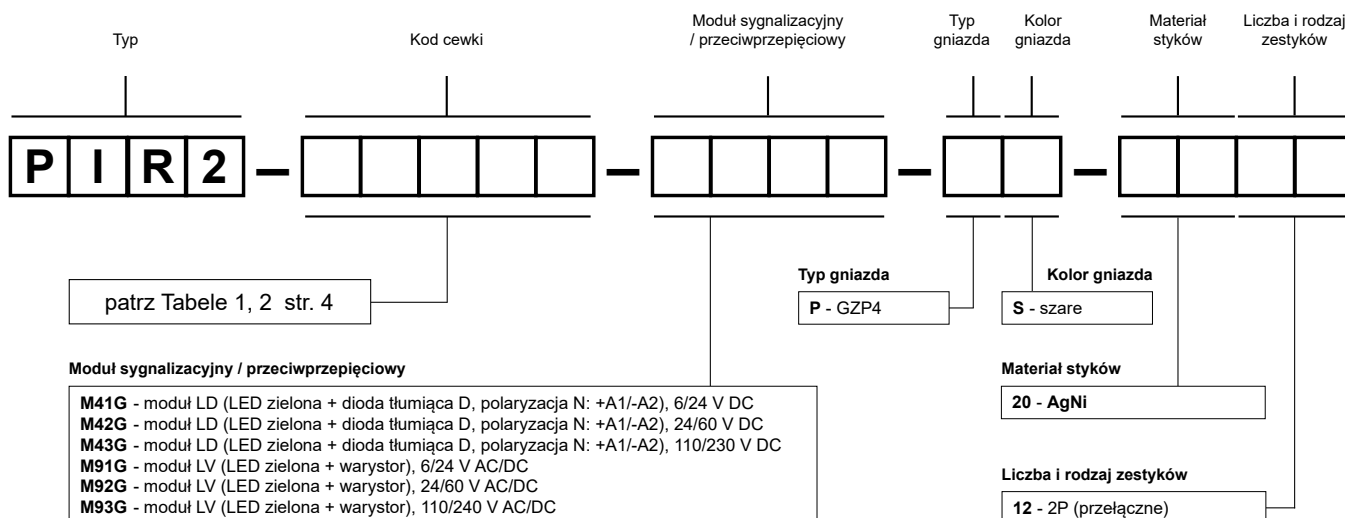 Typ
Kod cewki
Moduł sygnalizacyjny
/ przeciwprzepięciowy
Typ
gniazda
Kolor
gniazda
Materiał
styków
Liczba i rodzaj
zestyków
P I R 2 – – – –
patrz Tabele 1, 2 str. 4
Typ gniazda
P - GZP4
Kolor gniazda
S - szare
Moduł sygnalizacyjny / przeciwprzepięciowy
M41G - moduł LD (LED zielona + dioda tłumiąca D, polaryzacja N: +A1/-A2), 6/24 V DC
M42G - moduł LD (LED zielona + dioda tłumiąca D, polaryzacja N: +A1/-A2), 24/60 V DC
M43G - moduł LD (LED zielona + dioda tłumiąca D, polaryzacja N: +A1/-A2), 110/230 V DC
M91G - moduł LV (LED zielona + warystor), 6/24 V AC/DC
M92G - moduł LV (LED zielona + warystor), 24/60 V AC/DC
M93G - moduł LV (LED zielona + warystor), 110/240 V AC/DC
Materiał styków
20 - AgNi
Liczba i rodzaj zestyków
12 - 2P (przełączne)